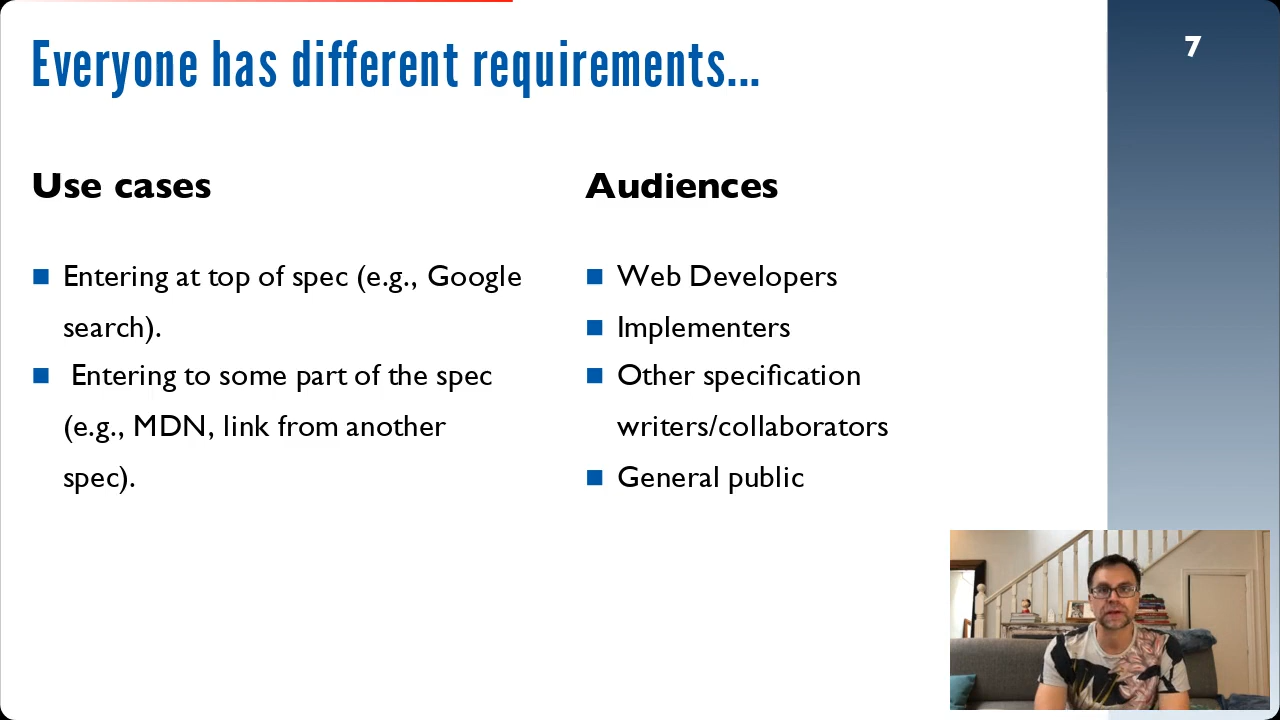 Everyone has different requirements...
7
Use cases
Entering at top of spec (e.g., Google
search).
Entering to some part of the spec
(e.g., MDN, link from another
spec).
Audiences
Web Developers
Implementers
Other specification
writers/collaborators
General public